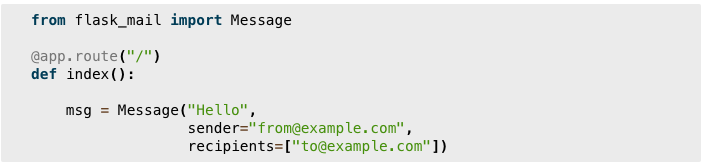 from flask_mail import Message

@app.route("/")
def index():

    msg = Message("Hello",
                  sender="from@example.com",
                  recipients=["to@example.com"])